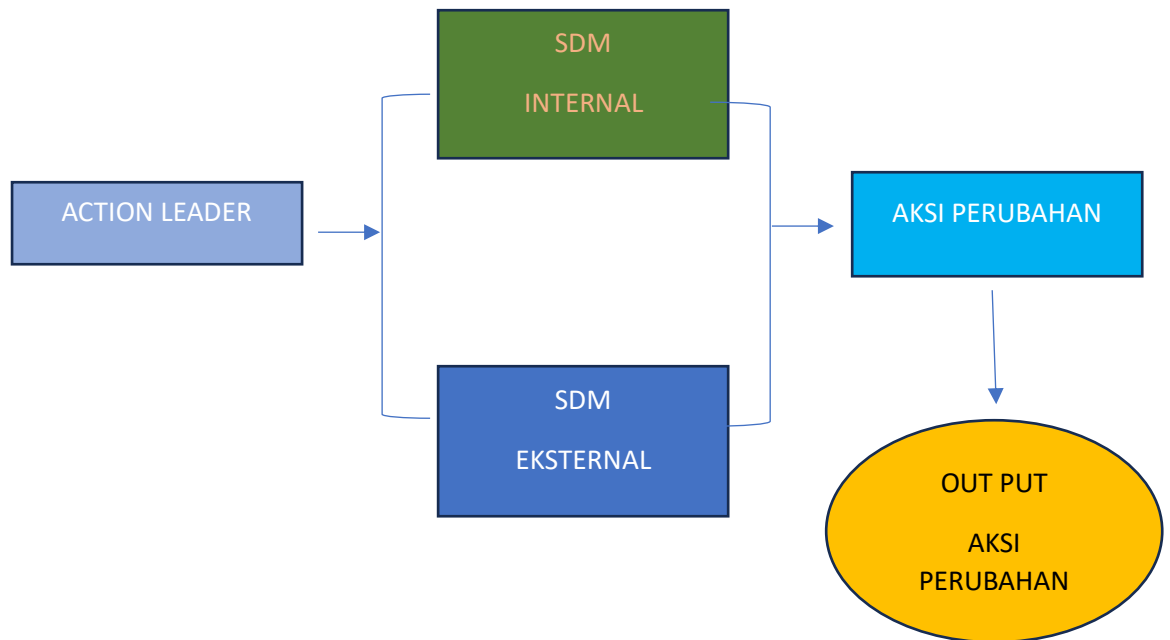 ACTION LEADER
SDM
INTERNAL
SDM
EKSTERNAL
AKSI PERUBAHAN
OUT PUT
AKSI
PERUBAHAN